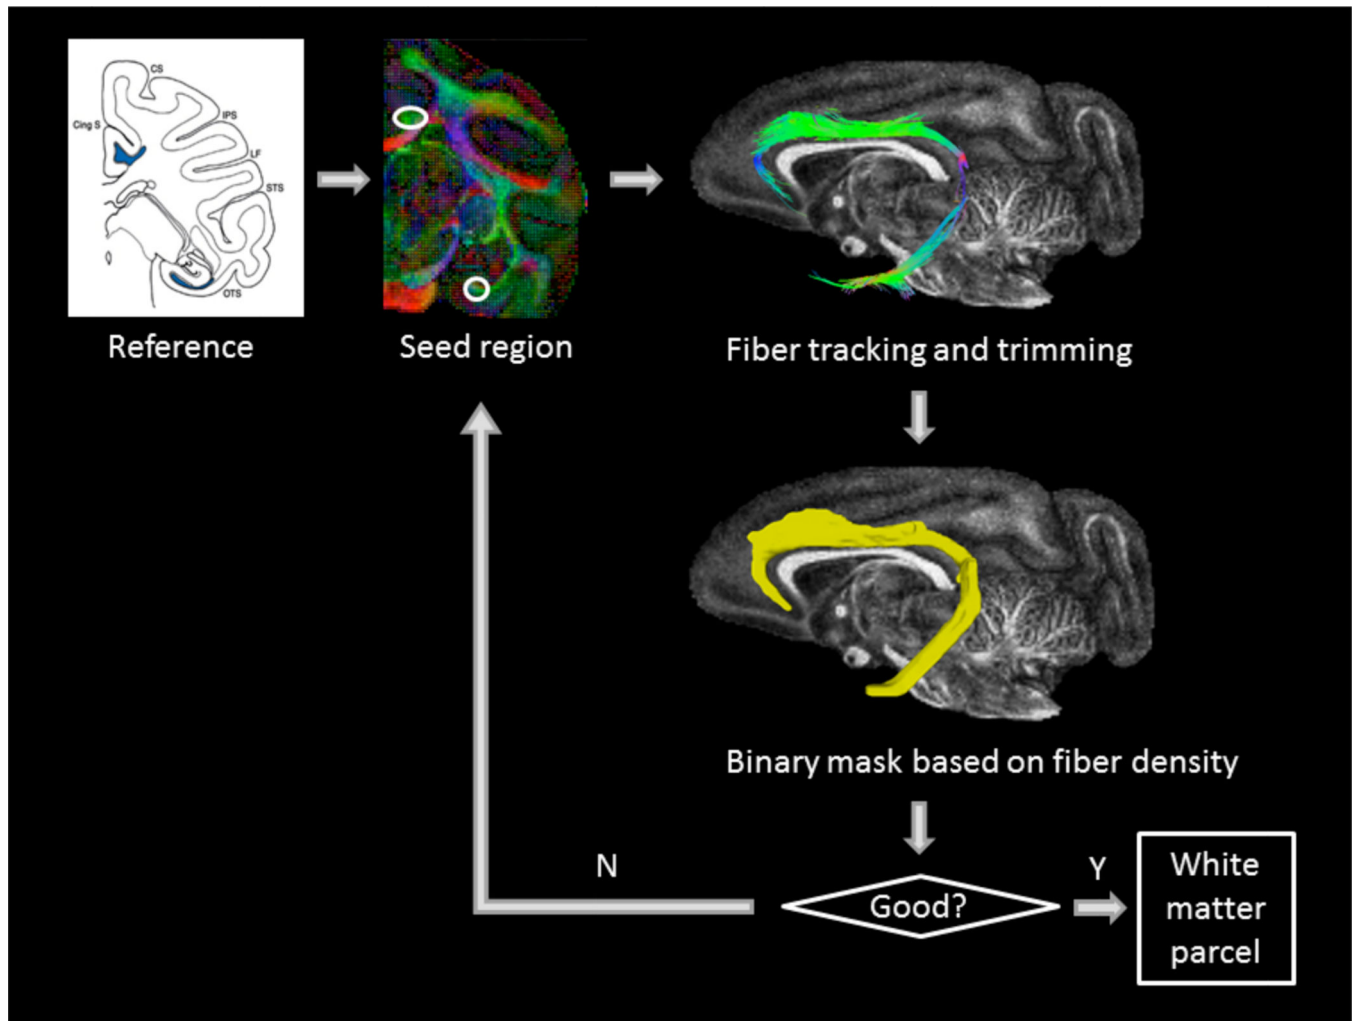 CS
Cing S
IPS
LF
STS
OTS
Reference
Seed region
Fiber tracking and trimming
Binary mask based on fiber density
N
Good?
Y
White
matter
parcel